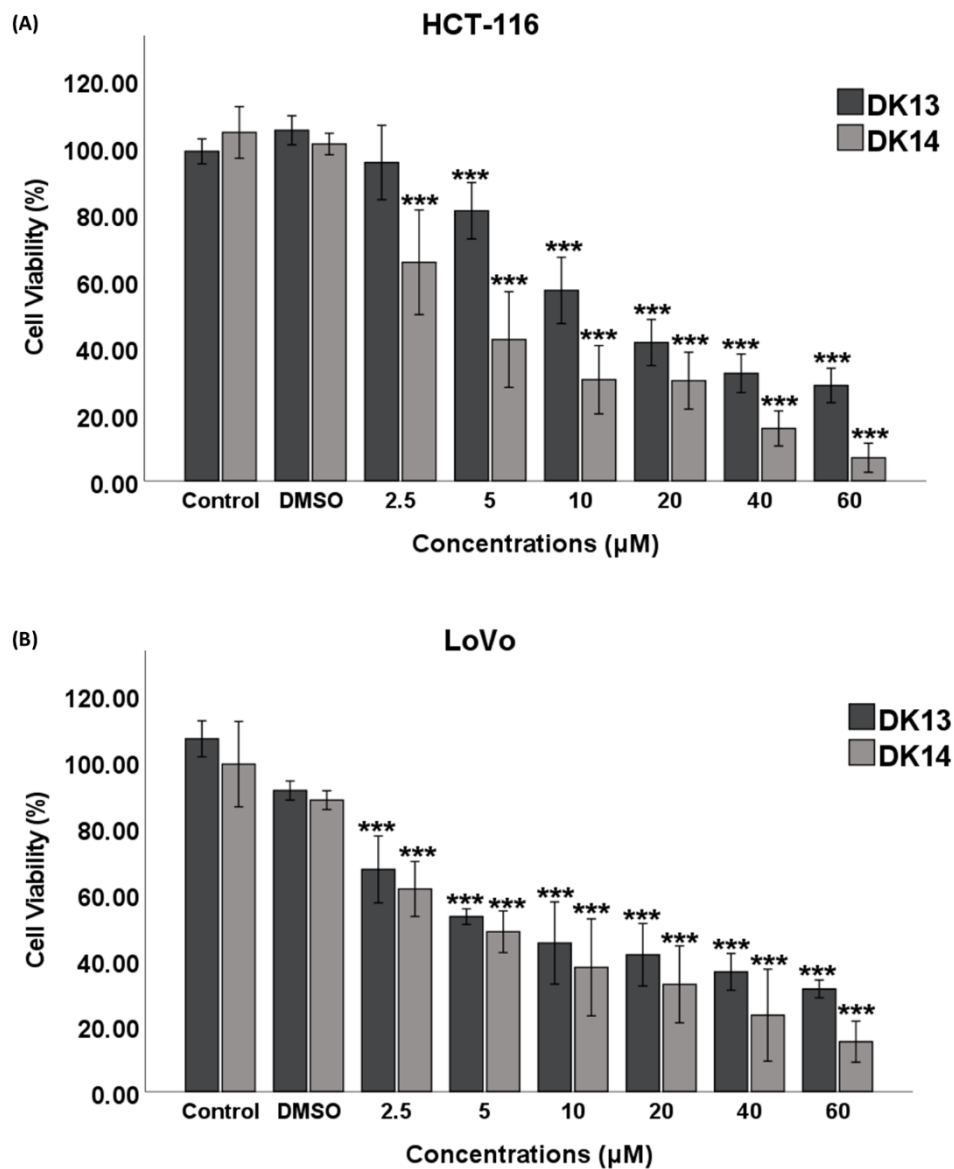 (A)
HCT-116
120.00
100.00
80.00
60.00
40.00
20.00
0.00
Cell Viability (%)
DK13
DK14
*** *** *** *** *** *** *** *** *** *** ***
Control DMSO 2.5 5 10 20 40 60
Concentrations (µM)
(B)
LoVo
120.00
100.00
80.00
60.00
40.00
20.00
0.00
Cell Viability (%)
DK13
DK14
*** *** *** *** *** *** *** *** *** *** *** ***
Control DMSO 2.5 5 10 20 40 60
Concentrations (µM)